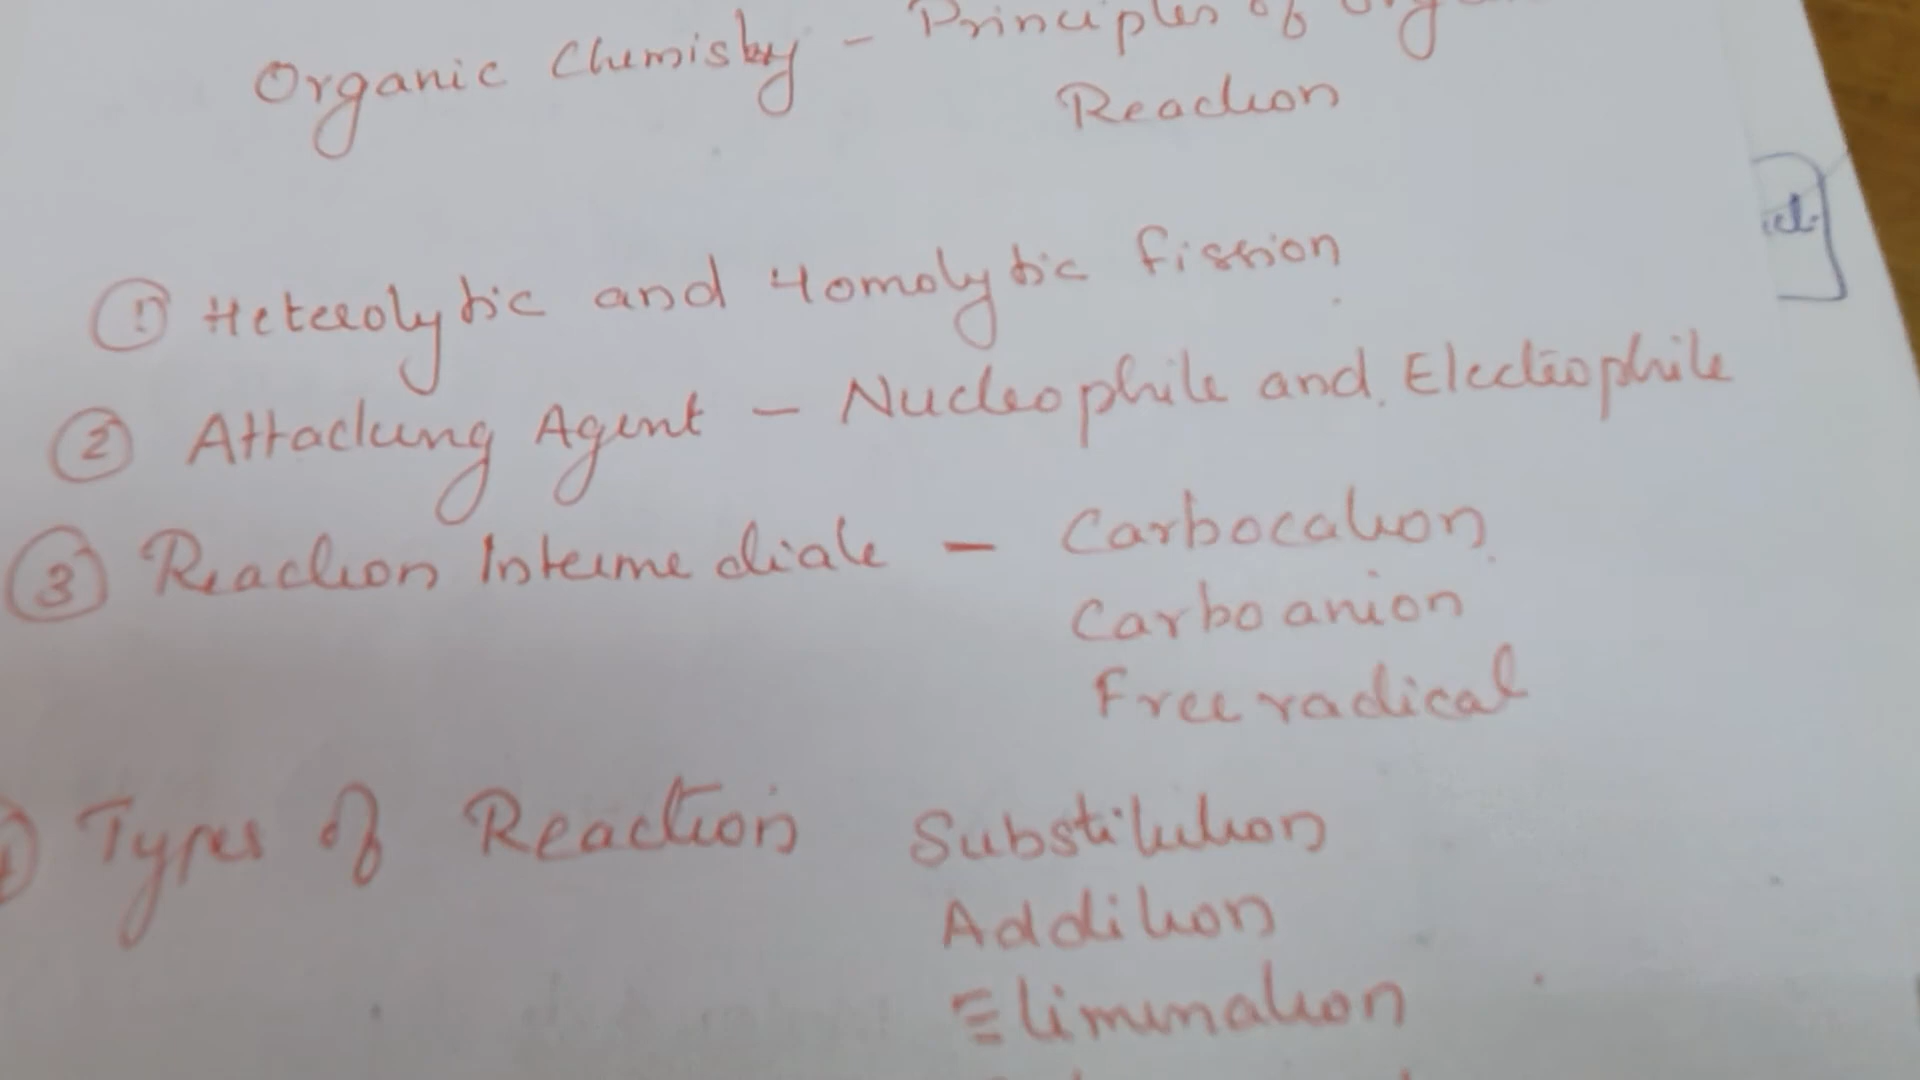 Organic Chemistry - Principles of
Reaction
① Heterolytic and Homolytic fission
② Attacking Agent - Nucleophile and Electrophile
③ Reaction Intermediate - Carbocation
Carbo anion
Free radical
Types of Reaction Substitution
Addition
Elimination